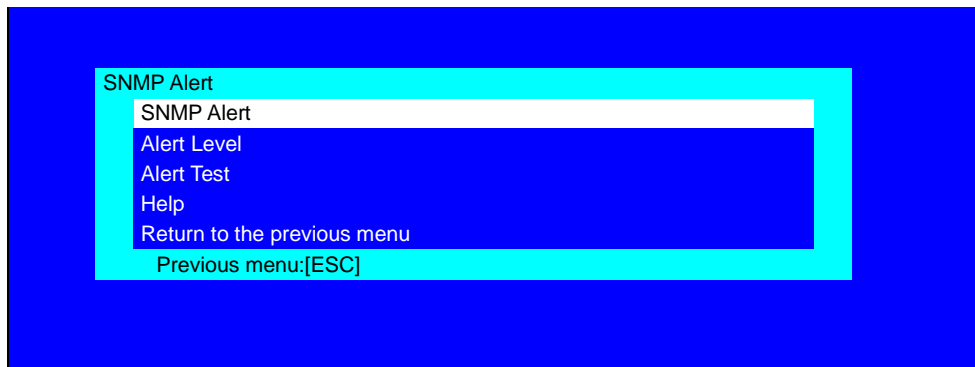 SNMP Alert
SNMP Alert
Alert Level
Alert Test
Help
Return to the previous menu
Previous menu:[ESC]